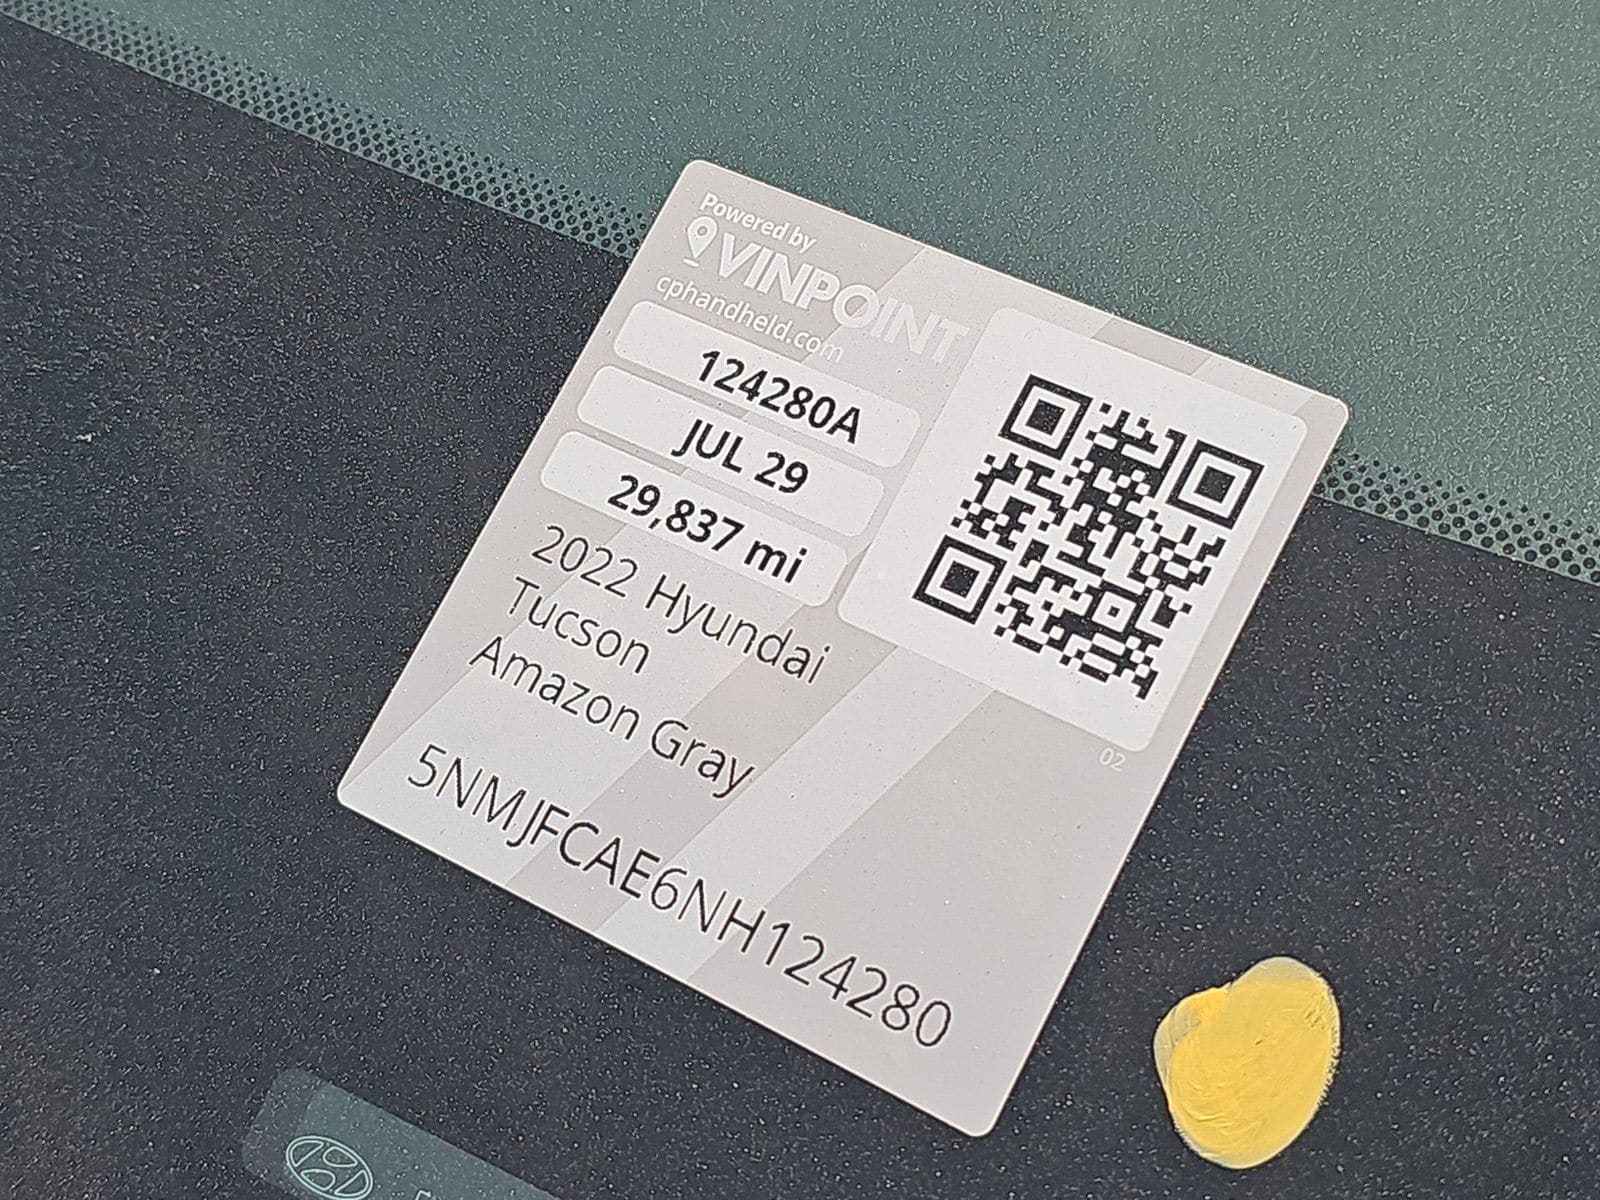 Powered by
VINPOINT
cphandheld.com
124280A
JUL 29
29,837 mi
2022 Hyundai
Tucson
Amazon Gray
5NMJFCAE6NH124280
02